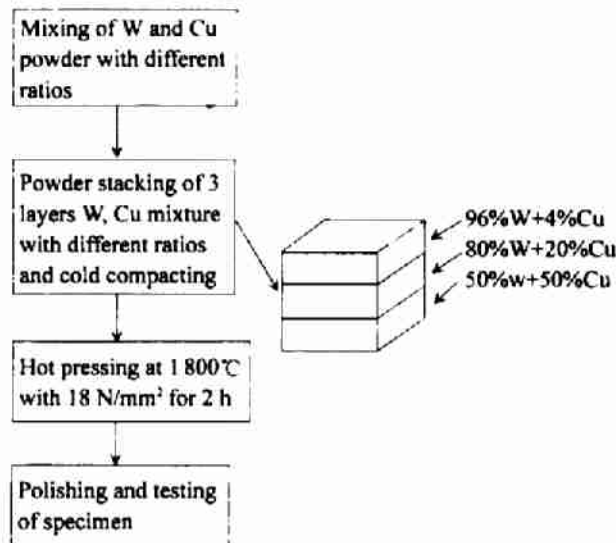 Mixing of W and Cu
powder with different
ratios
Powder stacking of 3
layers W, Cu mixture
with different ratios
and cold compacting
96%W+4%Cu
80%W+20%Cu
50%w+50%Cu
Hot pressing at 1 800℃
with 18 N/mm² for 2 h
Polishing and testing
of specimen